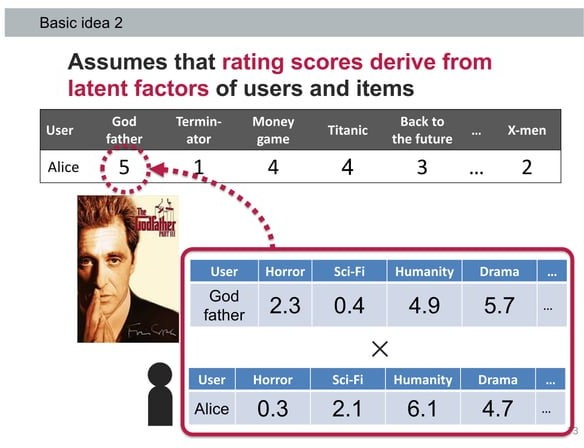 Basic idea 2
Assumes that rating scores derive from
latent factors of users and items
User God father Termin-ator Money game Titanic Back to the future ... X-men
Alice 5 1 4 4 3 ... 2
The
Godfather
PART III
User Horror Sci-Fi Humanity Drama ...
God father 2.3 0.4 4.9 5.7 ...
×
User Horror Sci-Fi Humanity Drama ...
Alice 0.3 2.1 6.1 4.7 ...
3